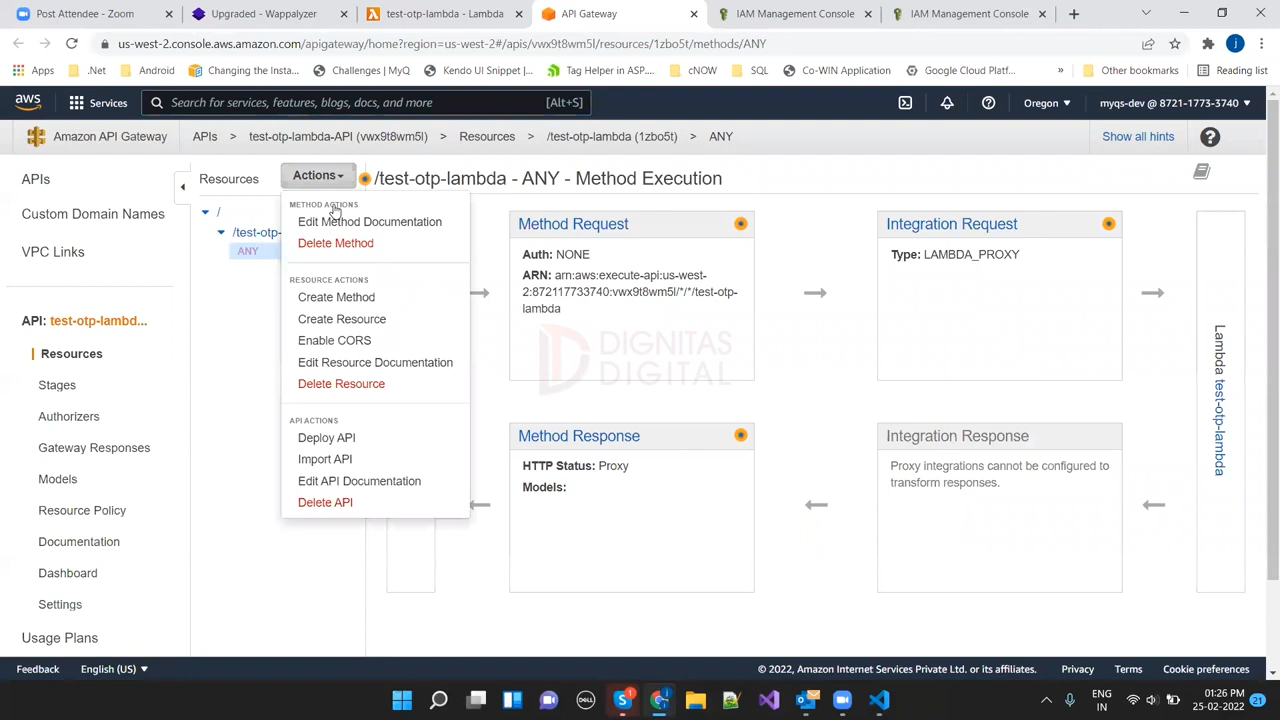 Post Attendee - Zoom
Upgraded - Wappalyzer
test-otp-lambda - Lambda
API Gateway
IAM Management Console
IAM Management Console
us-west-2.console.aws.amazon.com/apigateway/home?region=us-west-2#/apis/vwx9t8wm5l/resources/1zbo5t/methods/ANY
j
Apps
.Net
Android
Changing the Insta...
Challenges | MyQ
Kendo UI Snippet |...
Tag Helper in ASP....
cNOW
SQL
Co-WIN Application
Google Cloud Platf...
»
Other bookmarks
Reading list
aws
Services
Search for services, features, blogs, docs, and more
[Alt+S]
Oregon
myqs-dev @ 8721-1773-3740
Amazon API Gateway
APIs > test-otp-lambda-API (vwx9t8wm5l) > Resources > /test-otp-lambda (1zbo5t) > ANY
Show all hints
?
APIs
Custom Domain Names
VPC Links
API: test-otp-lambd...
Resources
Stages
Authorizers
Gateway Responses
Models
Resource Policy
Documentation
Dashboard
Settings
Usage Plans
Resources
/
/test-otp-
ANY
Actions
METHOD ACTIONS
Edit Method Documentation
Delete Method
RESOURCE ACTIONS
Create Method
Create Resource
Enable CORS
Edit Resource Documentation
Delete Resource
API ACTIONS
Deploy API
Import API
Edit API Documentation
Delete API
/test-otp-lambda - ANY - Method Execution
Method Request
Auth: NONE
ARN: arn:aws:execute-api:us-west-
2:872117733740:vwx9t8wm5l/*/*/test-otp-
lambda
Integration Request
Type: LAMBDA_PROXY
Method Response
HTTP Status: Proxy
Models:
Integration Response
Proxy integrations cannot be configured to
transform responses.
Lambda test-otp-lambda
DIGNITAS
DIGITAL
Feedback
English (US)
© 2022, Amazon Internet Services Private Ltd. or its affiliates.
Privacy
Terms
Cookie preferences
DELL
S
1
ENG
IN
01:26 PM
25-02-2022
21